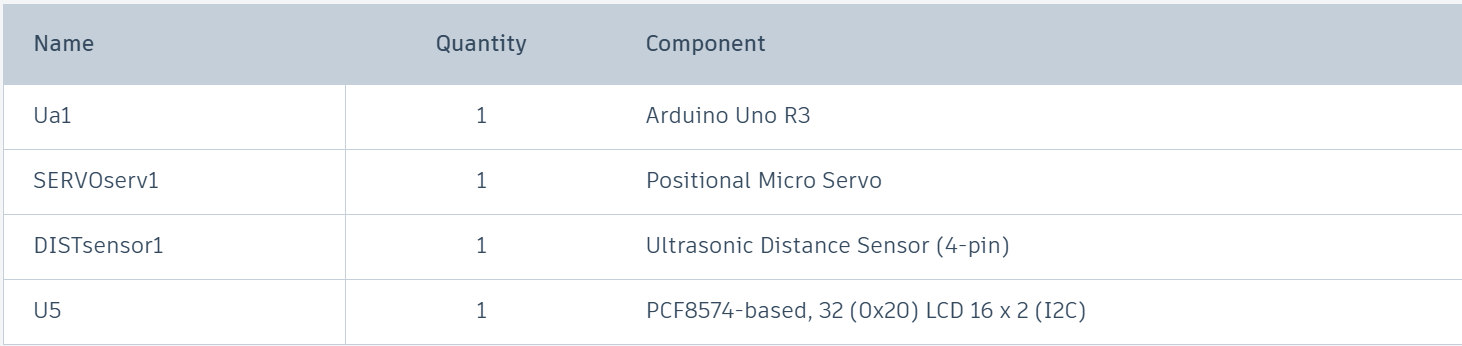 Name Quantity Component
Ua1 1 Arduino Uno R3
SERVOserv1 1 Positional Micro Servo
DISTsensor1 1 Ultrasonic Distance Sensor (4-pin)
U5 1 PCF8574-based, 32 (0x20) LCD 16 x 2 (I2C)